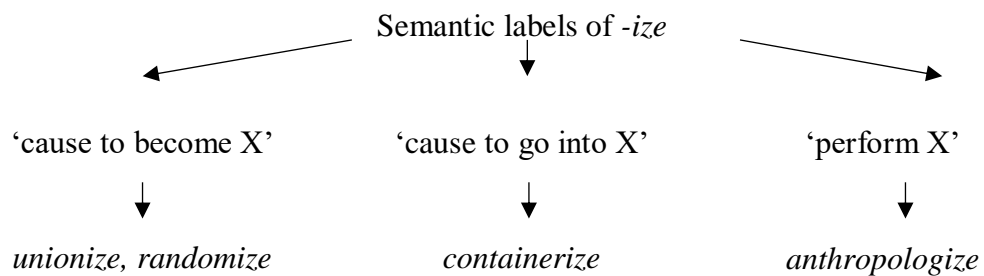 Semantic labels of -ize
‘cause to become X’ ‘cause to go into X’ ‘perform X’
unionize, randomize containerize anthropologize